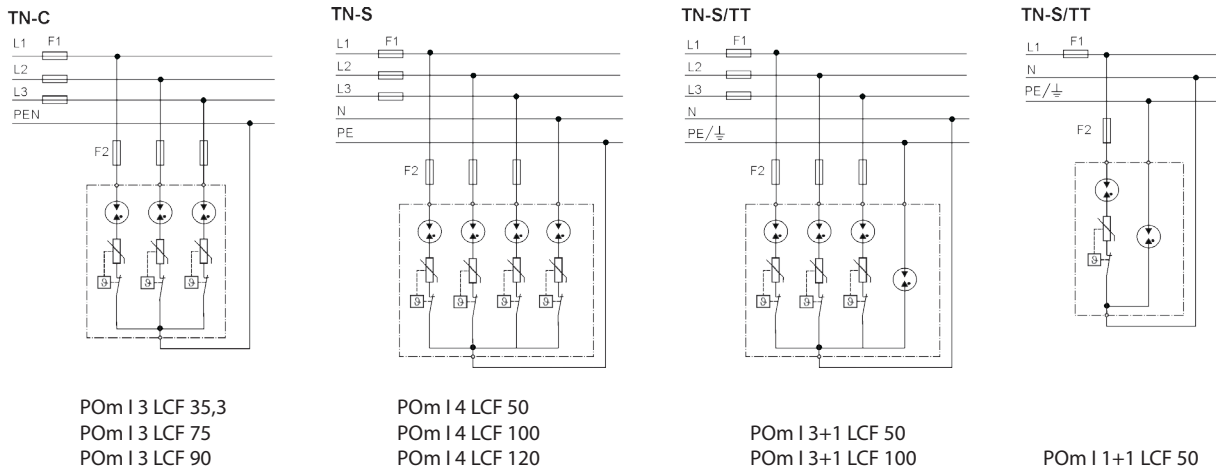 TN-C
L1 F1
L2
L3
PEN
F2
ϑ ϑ ϑ
POm I 3 LCF 35,3
POm I 3 LCF 75
POm I 3 LCF 90
TN-S
L1 F1
L2
L3
N
PE
F2
ϑ ϑ ϑ ϑ
POm I 4 LCF 50
POm I 4 LCF 100
POm I 4 LCF 120
TN-S/TT
L1 F1
L2
L3
N
PE/⏚
F2
ϑ ϑ ϑ
POm I 3+1 LCF 50
POm I 3+1 LCF 100
TN-S/TT
L1 F1
N
PE/⏚
F2
ϑ
POm I 1+1 LCF 50